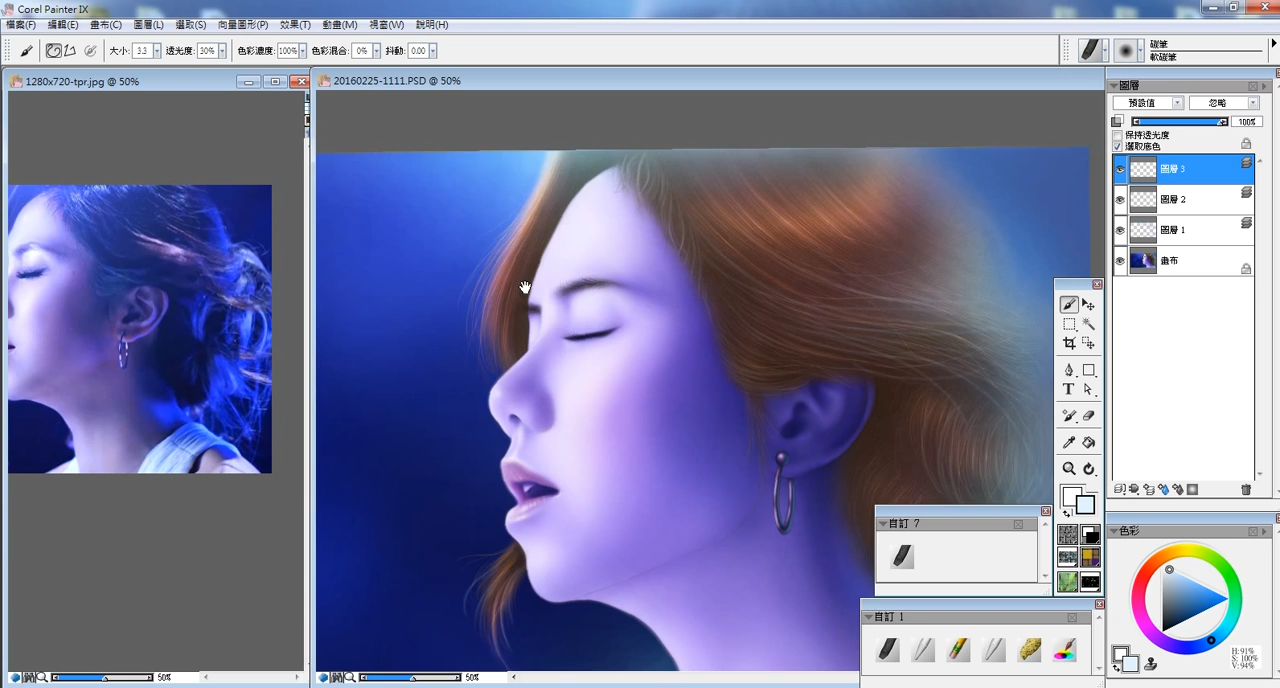 Corel Painter IX
檔案(F) 編輯(E) 畫布(C) 圖層(L) 選取(S) 向量圖形(P) 效果(T) 動畫(M) 視窗(W) 說明(H)
大小: 3.3 透光度: 30% 色彩濃度: 100% 色彩混合: 0% 抖動: 0.00
碳筆
軟碳筆
1280x720-tpr.jpg @ 50%
20160225-1111.PSD @ 50%
圖層
預設值 忽略
100%
保持透光度
選取底色
圖層 3
圖層 2
圖層 1
畫布
T
自訂 7
自訂 1
色彩
H: 91%
S: 100%
V: 94%
50%
50%